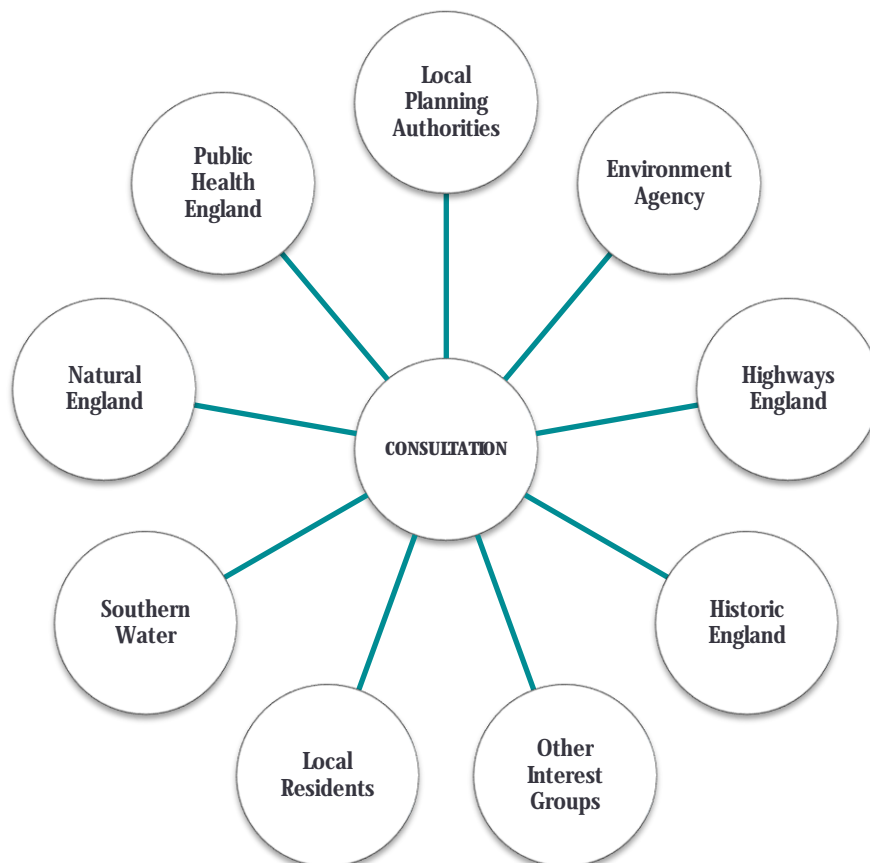 Local
Planning
Authorities
Public
Health
England
Environment
Agency
Natural
England
Highways
England
CONSULTATION
Southern
Water
Historic
England
Local
Residents
Other
Interest
Groups